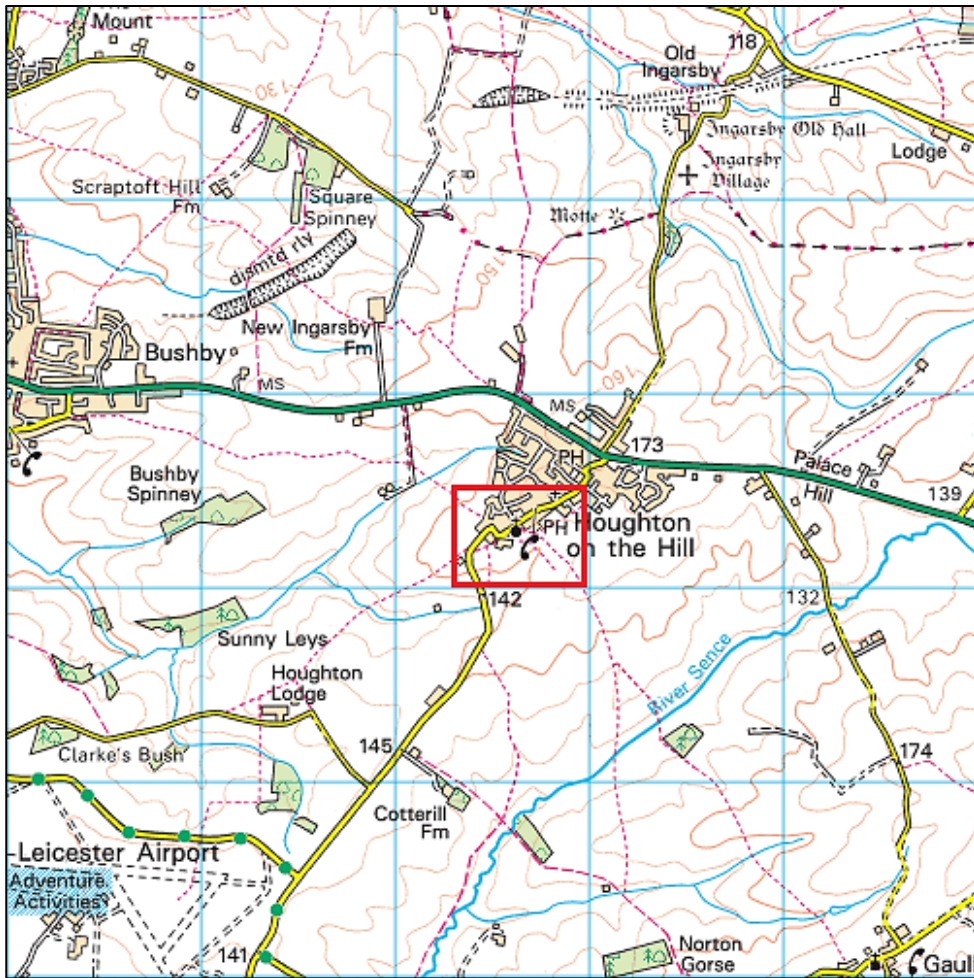 Mount
118
Old
Ingarsby
130
Ingarsby Old Hall
Lodge
Scraptoft Hill
Fm
Square
Spinney
Ingarsby
Village
Motte
dismtd rly
150
New Ingarsby
Fm
Bushby
MS
160
MS
173
PH
Palace
Hill
139
Bushby
Spinney
PH
Houghton
on the Hill
142
132
Sunny Leys
River Sence
Houghton
Lodge
145
174
Clarke's Bush
Cotterill
Fm
-Leicester Airport
Adventure
Activities
141
Norton
Gorse
Gaul